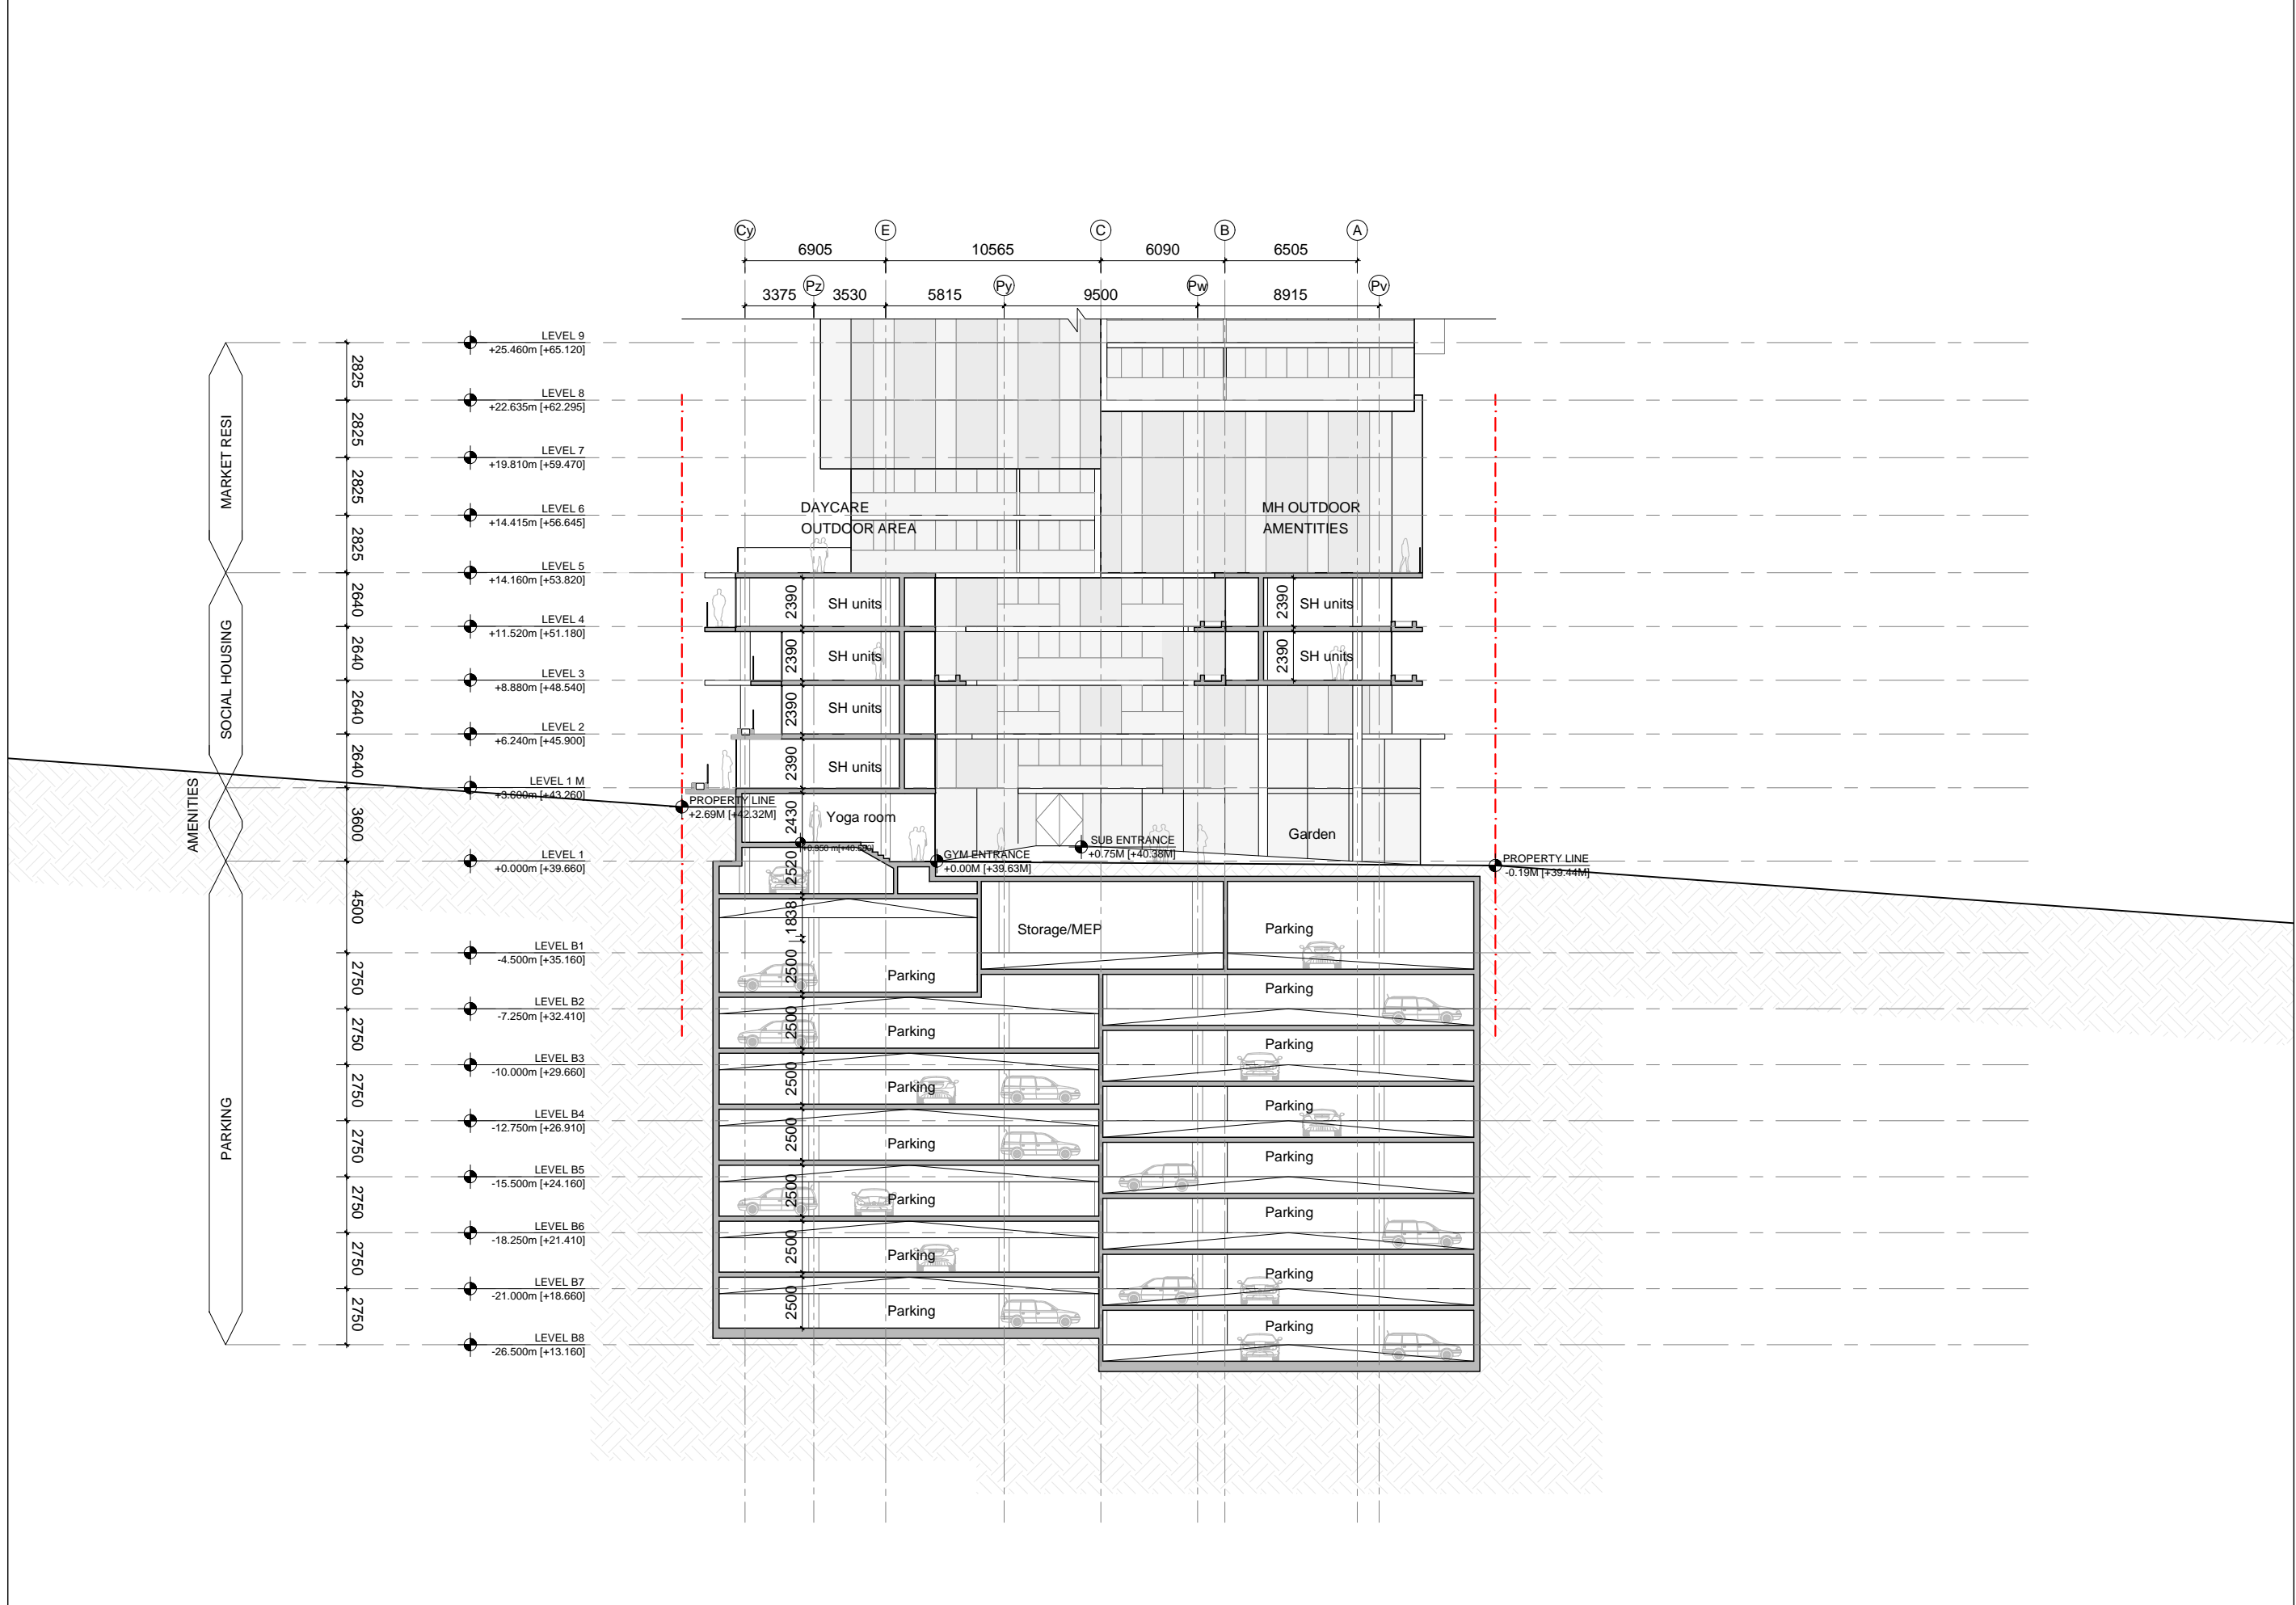 Cy
E
C
B
A
6905
10565
6090
6505
Pz
Py
Pw
Pv
3375
3530
5815
9500
8915
LEVEL 9
+25.460m [+65.120]
2825
LEVEL 8
+22.635m [+62.295]
2825
MARKET RESI
LEVEL 7
+19.810m [+59.470]
2825
LEVEL 6
+14.415m [+56.645]
DAYCARE
OUTDOOR AREA
MH OUTDOOR
AMENTITIES
2825
LEVEL 5
+14.160m [+53.820]
2640
2390
SH units
2390
SH units
LEVEL 4
+11.520m [+51.180]
SOCIAL HOUSING
2640
2390
SH units
2390
SH units
LEVEL 3
+8.880m [+48.540]
2640
2390
SH units
LEVEL 2
+6.240m [+45.900]
2640
2390
SH units
LEVEL 1 M
+3.600m [+43.260]
AMENITIES
PROPERTY LINE
+2.69M [+42.32M]
3600
2430
Yoga room
Garden
SUB ENTRANCE
+0.75M [+40.38M]
LEVEL 1
+0.000m [+39.660]
GYM ENTRANCE
+0.00M [+39.63M]
PROPERTY LINE
-0.19M [+39.44M]
2520
4500
1838
Storage/MEP
Parking
LEVEL B1
-4.500m [+35.160]
2500
Parking
2750
Parking
LEVEL B2
-7.250m [+32.410]
2750
2500
Parking
Parking
LEVEL B3
-10.000m [+29.660]
2750
2500
Parking
Parking
LEVEL B4
-12.750m [+26.910]
PARKING
2750
2500
Parking
Parking
LEVEL B5
-15.500m [+24.160]
2750
2500
Parking
Parking
LEVEL B6
-18.250m [+21.410]
2750
2500
Parking
Parking
LEVEL B7
-21.000m [+18.660]
2750
2500
Parking
Parking
LEVEL B8
-26.500m [+13.160]